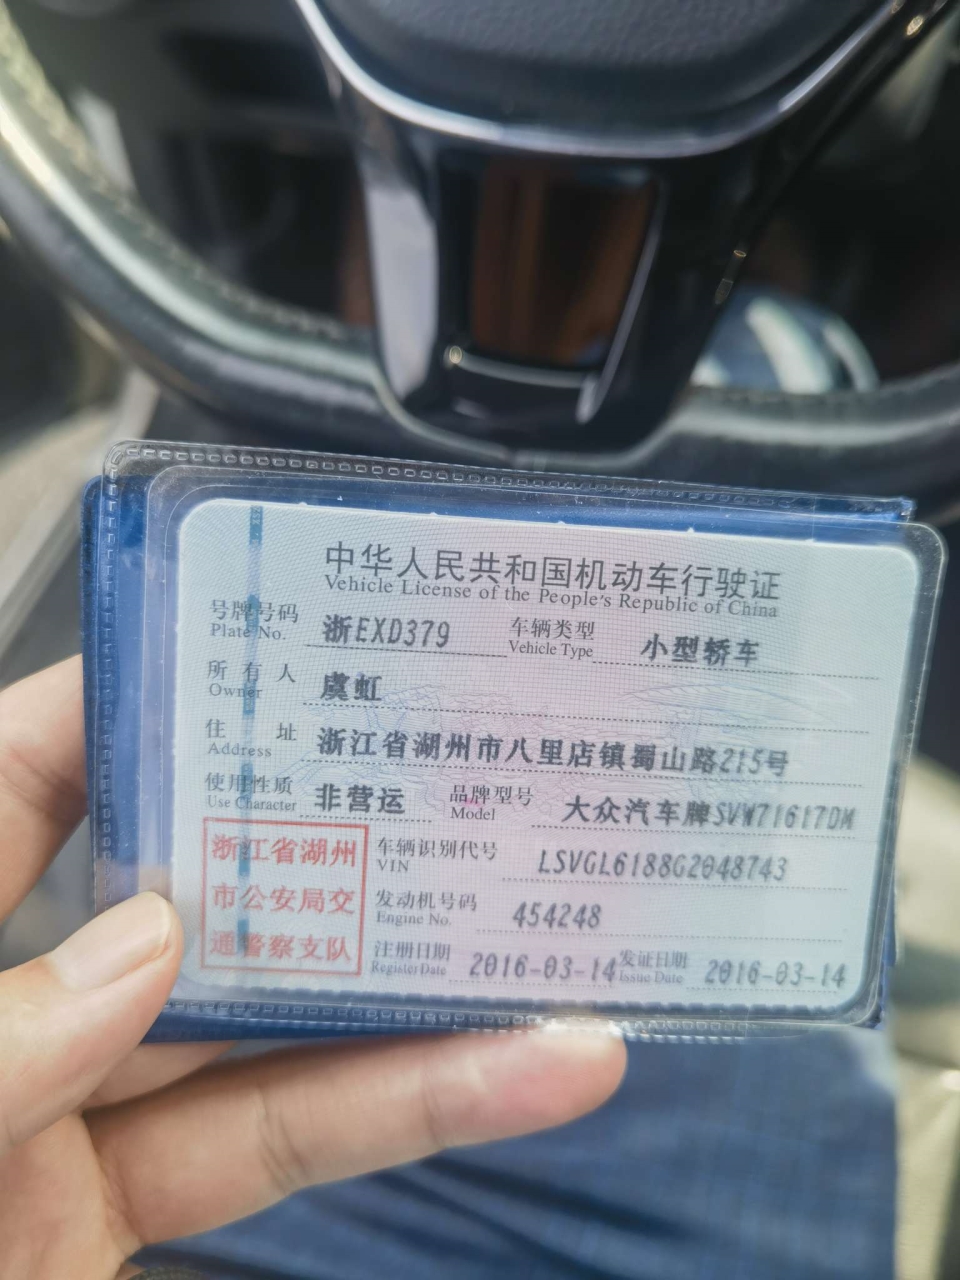 中华人民共和国机动车行驶证
Vehicle License of the People's Republic of China
号牌号码 浙EXD379 车辆类型 小型轿车
Plate No. Vehicle Type
所有人 虞虹
Owner
住址 浙江省湖州市八里店镇蜀山路215号
Address
使用性质 非营运 品牌型号 大众汽车牌SVW71617DM
Use Character Model
浙江省湖州
市公安局交
通警察支队
车辆识别代号 LSVGL6188G2048743
VIN
发动机号码 454248
Engine No.
注册日期 2016-03-14 发证日期 2016-03-14
Register Date Issue Date